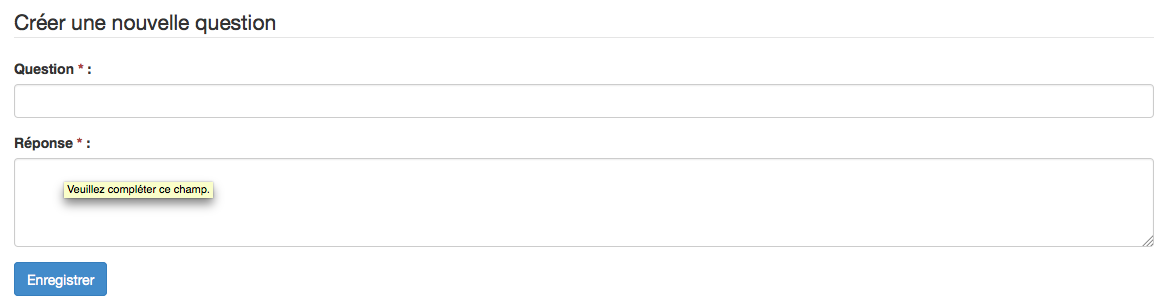 Créer une nouvelle question
Question * :
Réponse * :
Veuillez compléter ce champ.
Enregistrer